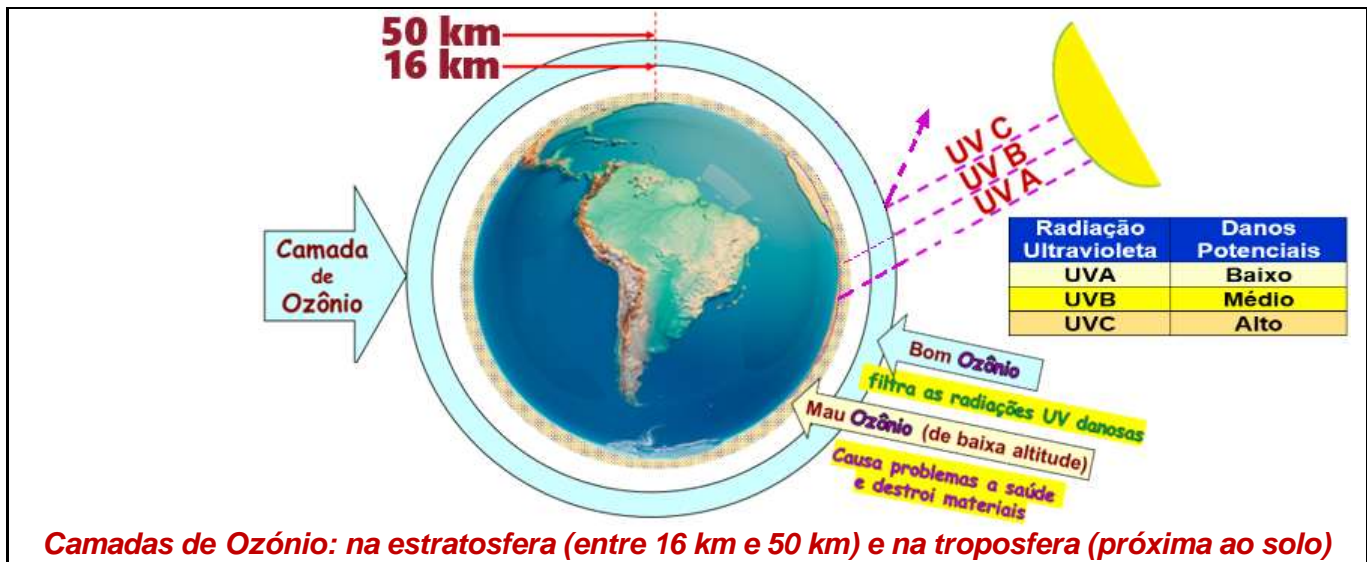 50 km
16 km
UV C
UV B
UV A
Camada
de
Ozônio
Radiação Ultravioleta Danos Potenciais
UVA Baixo
UVB Médio
UVC Alto
Bom Ozônio
filtra as radiações UV danosas
Mau Ozônio (de baixa altitude)
Causa problemas a saúde
e destroi materiais
Camadas de Ozónio: na estratosfera (entre 16 km e 50 km) e na troposfera (próxima ao solo)